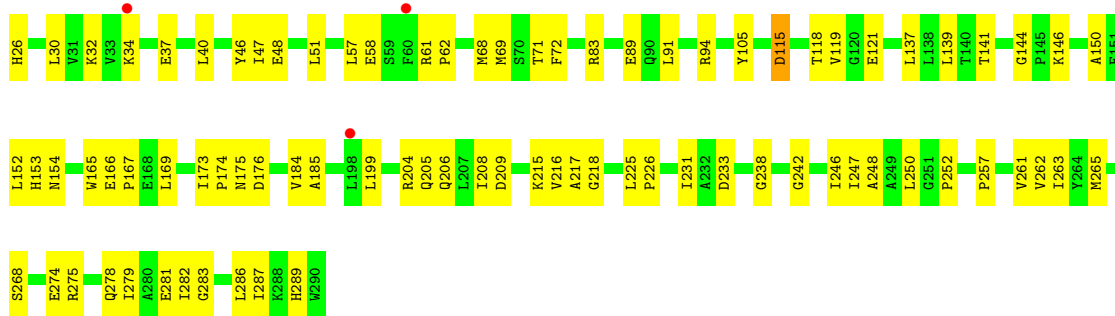 H26 L30 V31 K32 V33 K34 E37 L40 Y46 I47 E48 L51 L57 E58 S59 F60 R61 P62 M68 M69 S70 T71 F72 R83 E89 Q90 L91 R94 Y105 D115 T118 V119 G120 E121 L137 L138 L139 T140 T141 G144 P145 K146 A150 E151
L152 H153 N154 W165 E166 P167 E168 L169 I173 P174 N175 D176 V184 A185 L198 L199 R204 Q205 Q206 L207 I208 D209 K215 V216 A217 G218 L225 P226 I231 A232 D233 G238 G242 I246 I247 A248 A249 L250 G251 P252 P257 V261 V262 I263 Y264 M265
S268 E274 R275 Q278 I279 A280 E281 I282 G283 L286 I287 K288 H289 W290